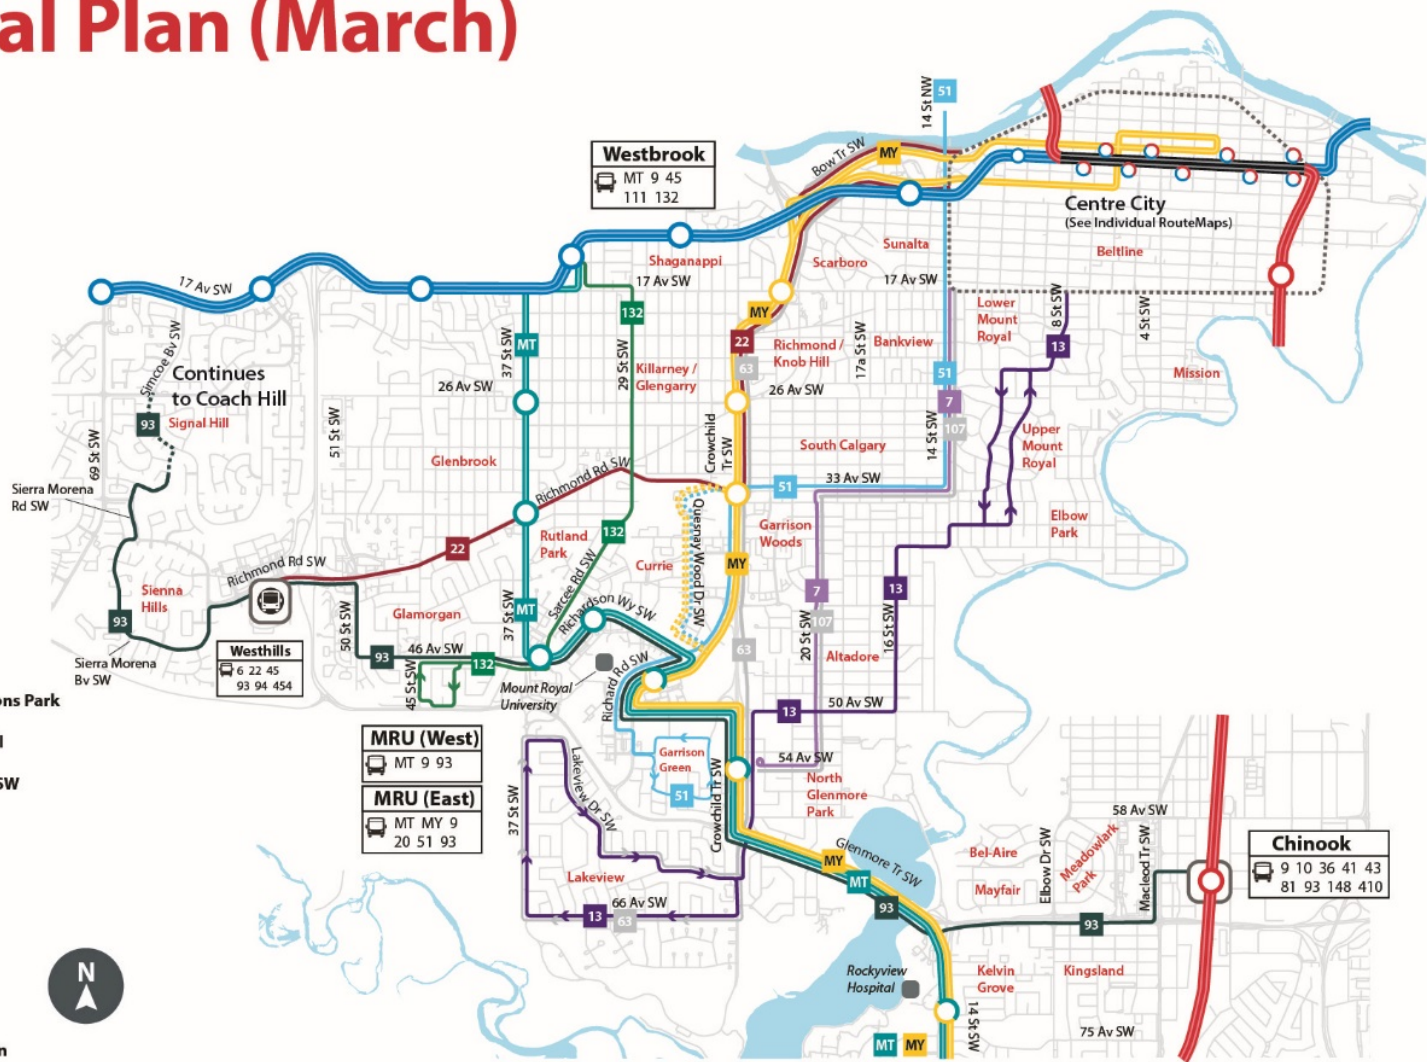 al Plan (March)
14 St NW
51
Westbrook
MT 9 45
111 132
Bow Tr SW
MY
Centre City
(See Individual RouteMaps)
Beltline
Sunalta
Scarboro
17 Av SW
Shaganappi
17 Av SW
17 Av SW
Simcoe Bv SW
Continues
to Coach Hill
93
Signal Hill
69 St SW
51 St SW
MT
37 St SW
26 Av SW
132
29 St SW
Killarney /
Glengarry
MY
22
63
Richmond /
Knob Hill
17a St SW
Bankview
26 Av SW
Lower
Mount
Royal
8 St SW
13
4 St SW
Mission
51
7
107
14 St SW
Upper
Mount
Royal
Crowchild
Tr SW
South Calgary
Glenbrook
Richmond Rd SW
51
33 Av SW
Sierra Morena
Rd SW
Quesnay Wood Dr SW
Garrison
Woods
Elbow
Park
22
Rutland
Park
132
Currie
MY
Richmond Rd SW
Sienna
Hills
93
Sierra Morena
Bv SW
Westhills
6 22 45
93 94 454
50 St SW
Glamorgan
93
46 Av SW
132
45 St SW
37 St SW
MT
Sarcee Rd SW
Richardson Wy SW
Mount Royal
University
Richard Rd SW
63
7
107
20 St SW
13
16 St SW
Altadore
13
50 Av SW
ons Park
SW
MRU (West)
MT 9 93
MRU (East)
MT MY 9
20 51 93
Garrison
Green
51
Crowchild Tr SW
54 Av SW
North
Glenmore
Park
37 St SW
Lakeview Dr SW
Lakeview
66 Av SW
13
63
MY
MT
93
Glenmore Tr SW
58 Av SW
Bel-Aire
Mayfair
Elbow Dr SW
Meadowlark
Park
Macleod Tr SW
Chinook
9 10 36 41 43
81 93 148 410
93
Kelvin
Grove
Kingsland
Rockyview
Hospital
14 St SW
75 Av SW
MT
MY
N